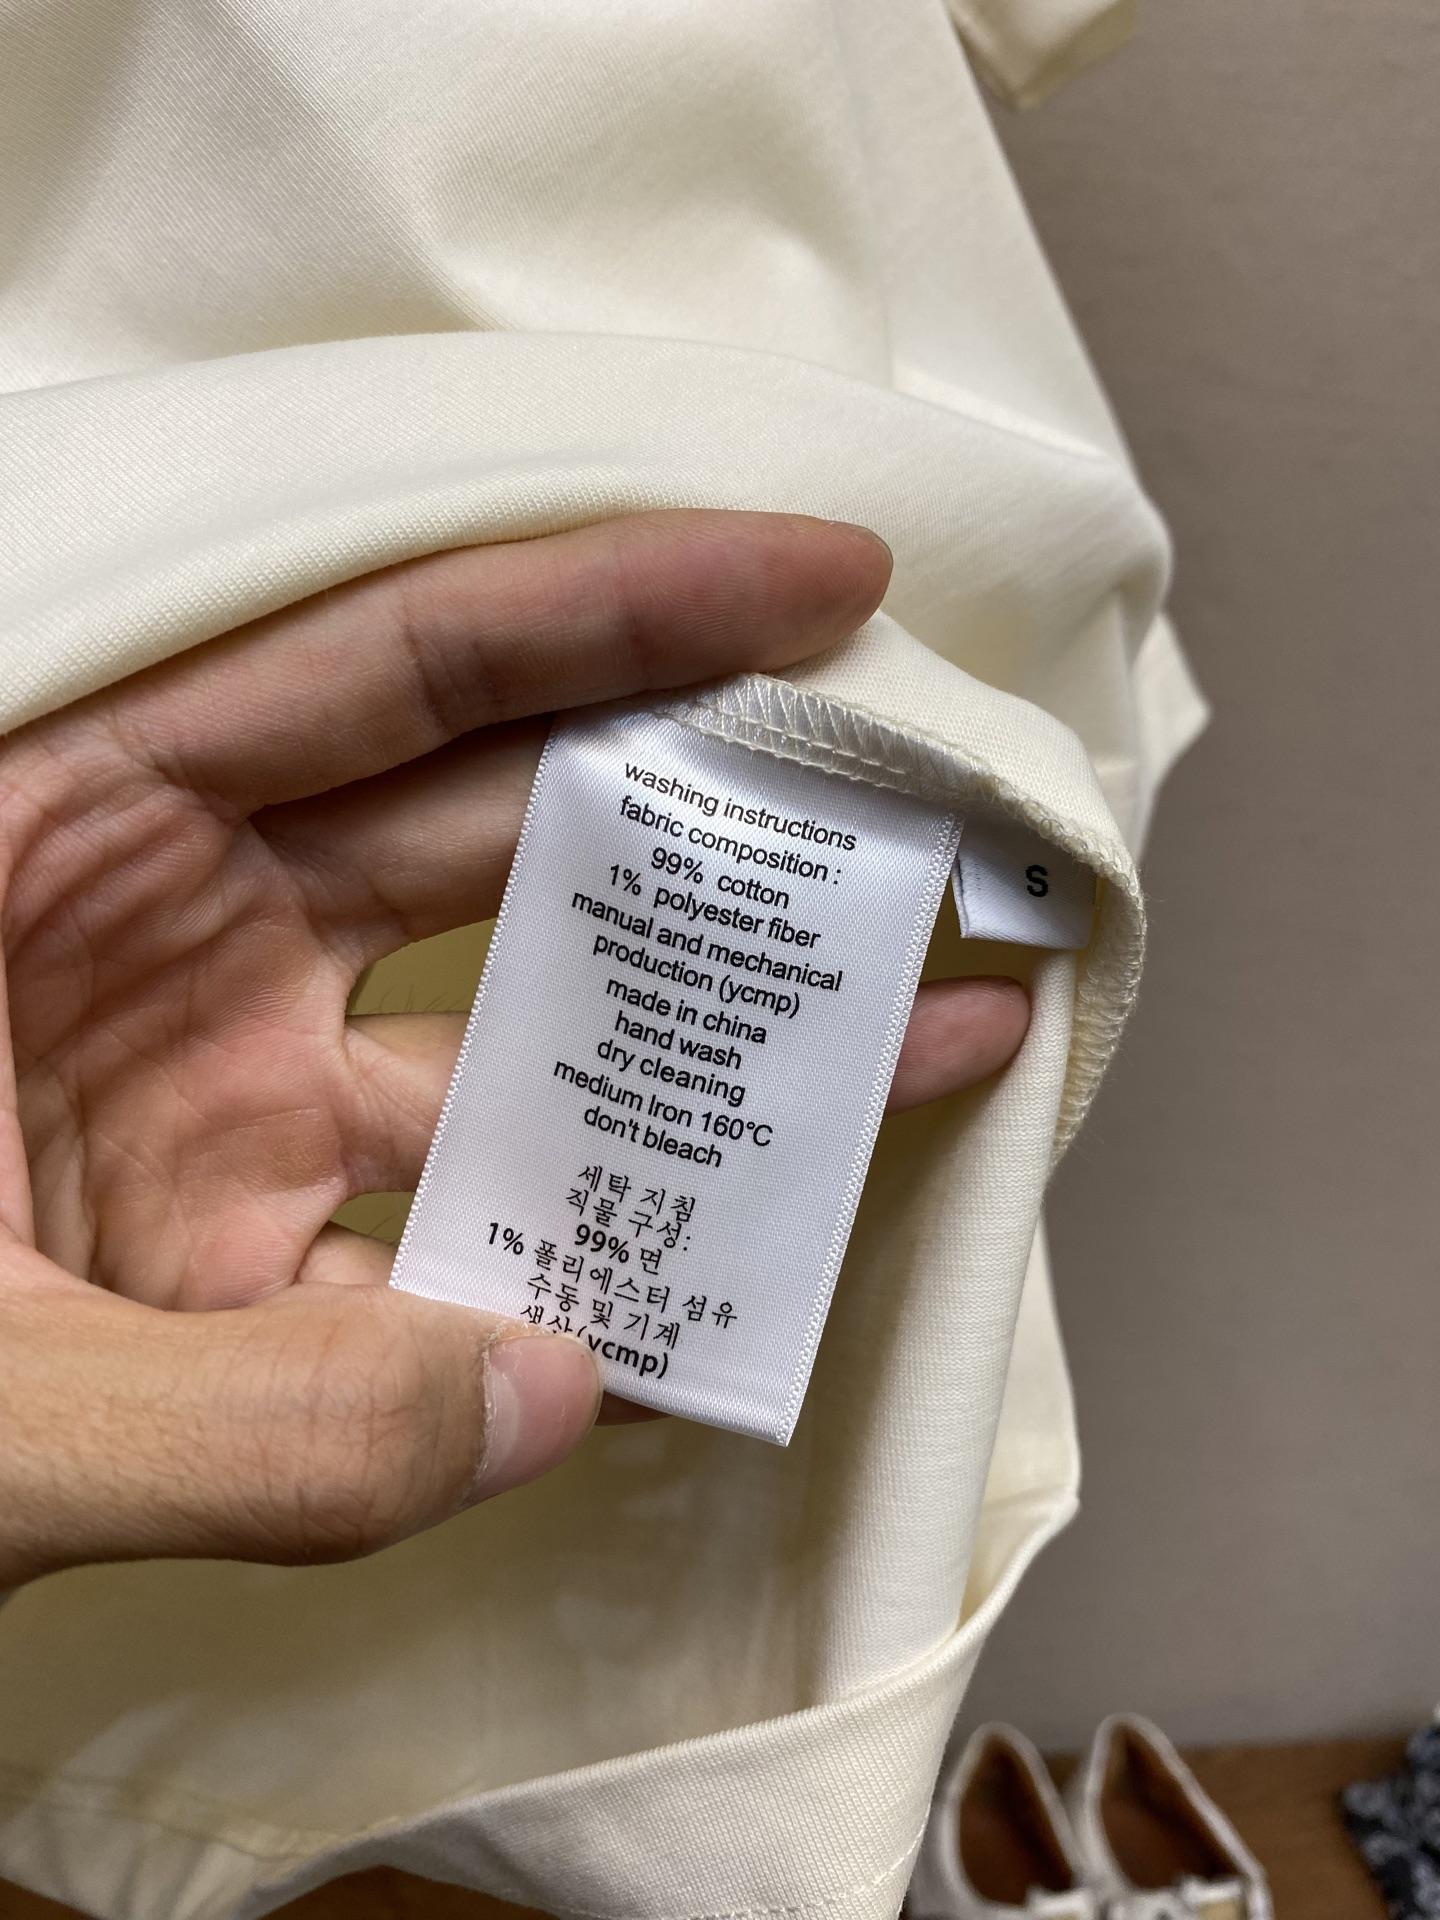 washing instructions
fabric composition :
99% cotton
1% polyester fiber
manual and mechanical
production (ycmp)
made in china
hand wash
dry cleaning
medium Iron 160°C
don't bleach
세탁 지침
직물 구성:
99% 면
1% 폴리에스터 섬유
수동 및 기계
생산(ycmp)
S